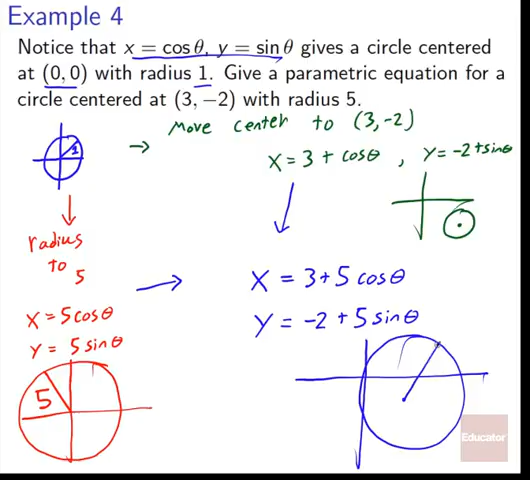 Example 4
Notice that x = cos θ, y = sin θ gives a circle centered
at (0, 0) with radius 1. Give a parametric equation for a
circle centered at (3, −2) with radius 5.
→ Move center to (3,-2)
1
x = 3 + cosθ , y = -2 + sinθ
radius
to 5
→ x = 3+5 cosθ
y = -2 + 5 sinθ
x = 5cosθ
y = 5 sinθ
5
Educator